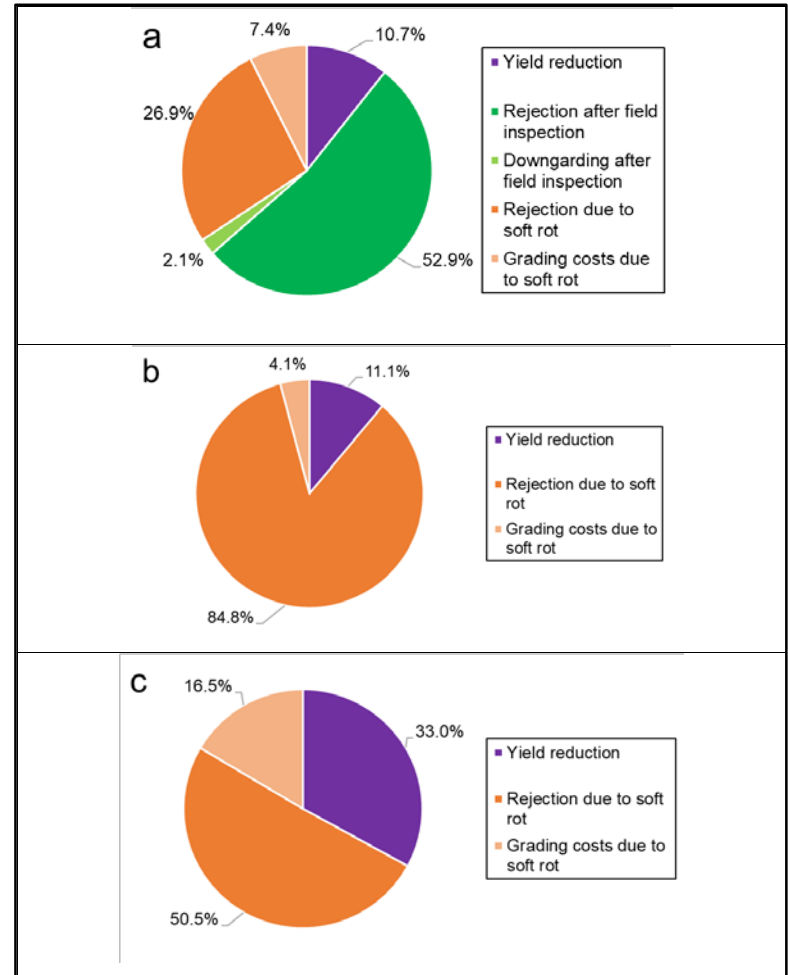 a
7.4%
10.7%
26.9%
2.1%
52.9%
Yield reduction
Rejection after field
inspection
Downgarding after
field inspection
Rejection due to
soft rot
Grading costs due
to soft rot
b
4.1%
11.1%
84.8%
Yield reduction
Rejection due to soft
rot
Grading costs due to
soft rot
c
16.5%
33.0%
50.5%
Yield reduction
Rejection due to soft
rot
Grading costs due to
soft rot